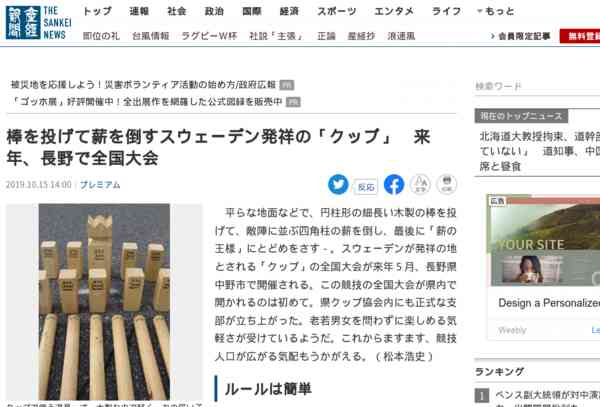 産経新聞 THE SANKEI NEWS
トップ 速報 社会 政治 国際 経済 スポーツ エンタメ ライフ もっと
即位の礼 台風情報 ラグビーW杯 社説「主張」 正論 産経抄 浪速風
会員限定記事 無料
被災地を応援しよう！災害ボランティア活動の始め方/政府広報 PR
「ゴッホ展」好評開催中！全出展作を網羅した公式図録を販売中 PR
棒を投げて薪を倒すスウェーデン発祥の「クッブ」　来
年、長野で全国大会
2019.10.15 14:00 プレミアム
反応
平らな地面などで、円柱形の細長い木製の棒を投
げて、敵陣に並ぶ四角柱の薪を倒し、最後に「薪の
王様」にとどめをさす－。スウェーデンが発祥の地
とされる「クッブ」の全国大会が来年５月、長野県
中野市で開催される。この競技の全国大会が県内で
開かれるのは初めて。県クッブ協会内にも正式な支
部が立ち上がった。老若男女を問わずに楽しめる気
軽さが受けているようだ。これからますます、競技
人口が広がる気配もうかがえる。（松本浩史）
ルールは簡単
検索ワード
現在のトップニュース
北海道大教授拘束、道幹
ていない」　道知事、中国
席と昼食
広告
YOUR SITE
Design a Personalized
Weebly
Le
ランキング
1 ペンス副大統領が対中演